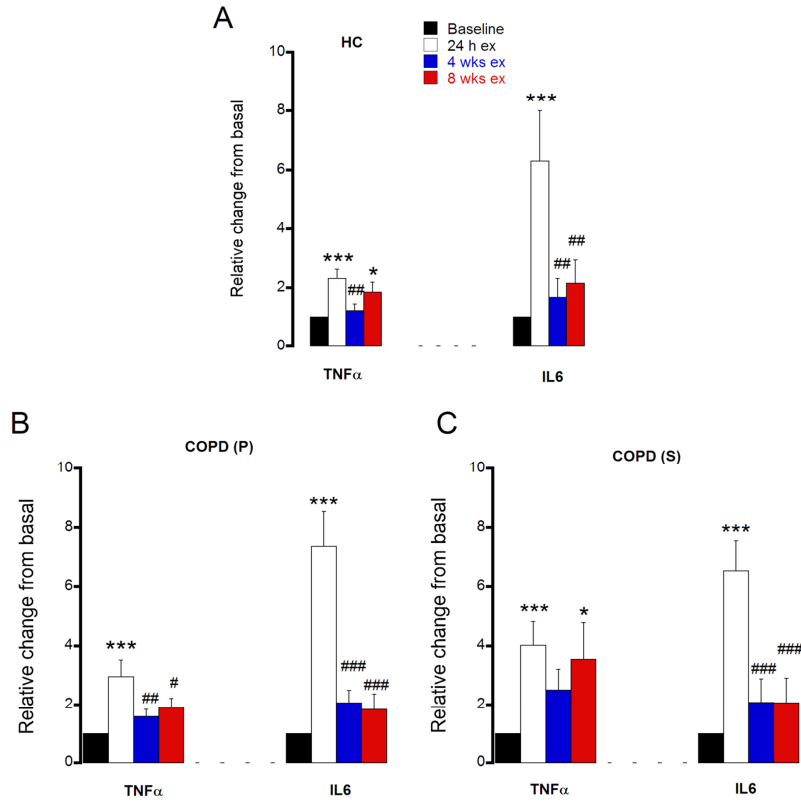 A
HC
Baseline
24 h ex
4 wks ex
8 wks ex
Relative change from basal
10
8
6
4
2
0
***
##
*
***
##
##
TNFα
IL6
B
COPD (P)
Relative change from basal
10
8
6
4
2
0
***
##
#
***
###
###
TNFα
IL6
C
COPD (S)
Relative change from basal
10
8
6
4
2
0
***
*
***
###
###
TNFα
IL6